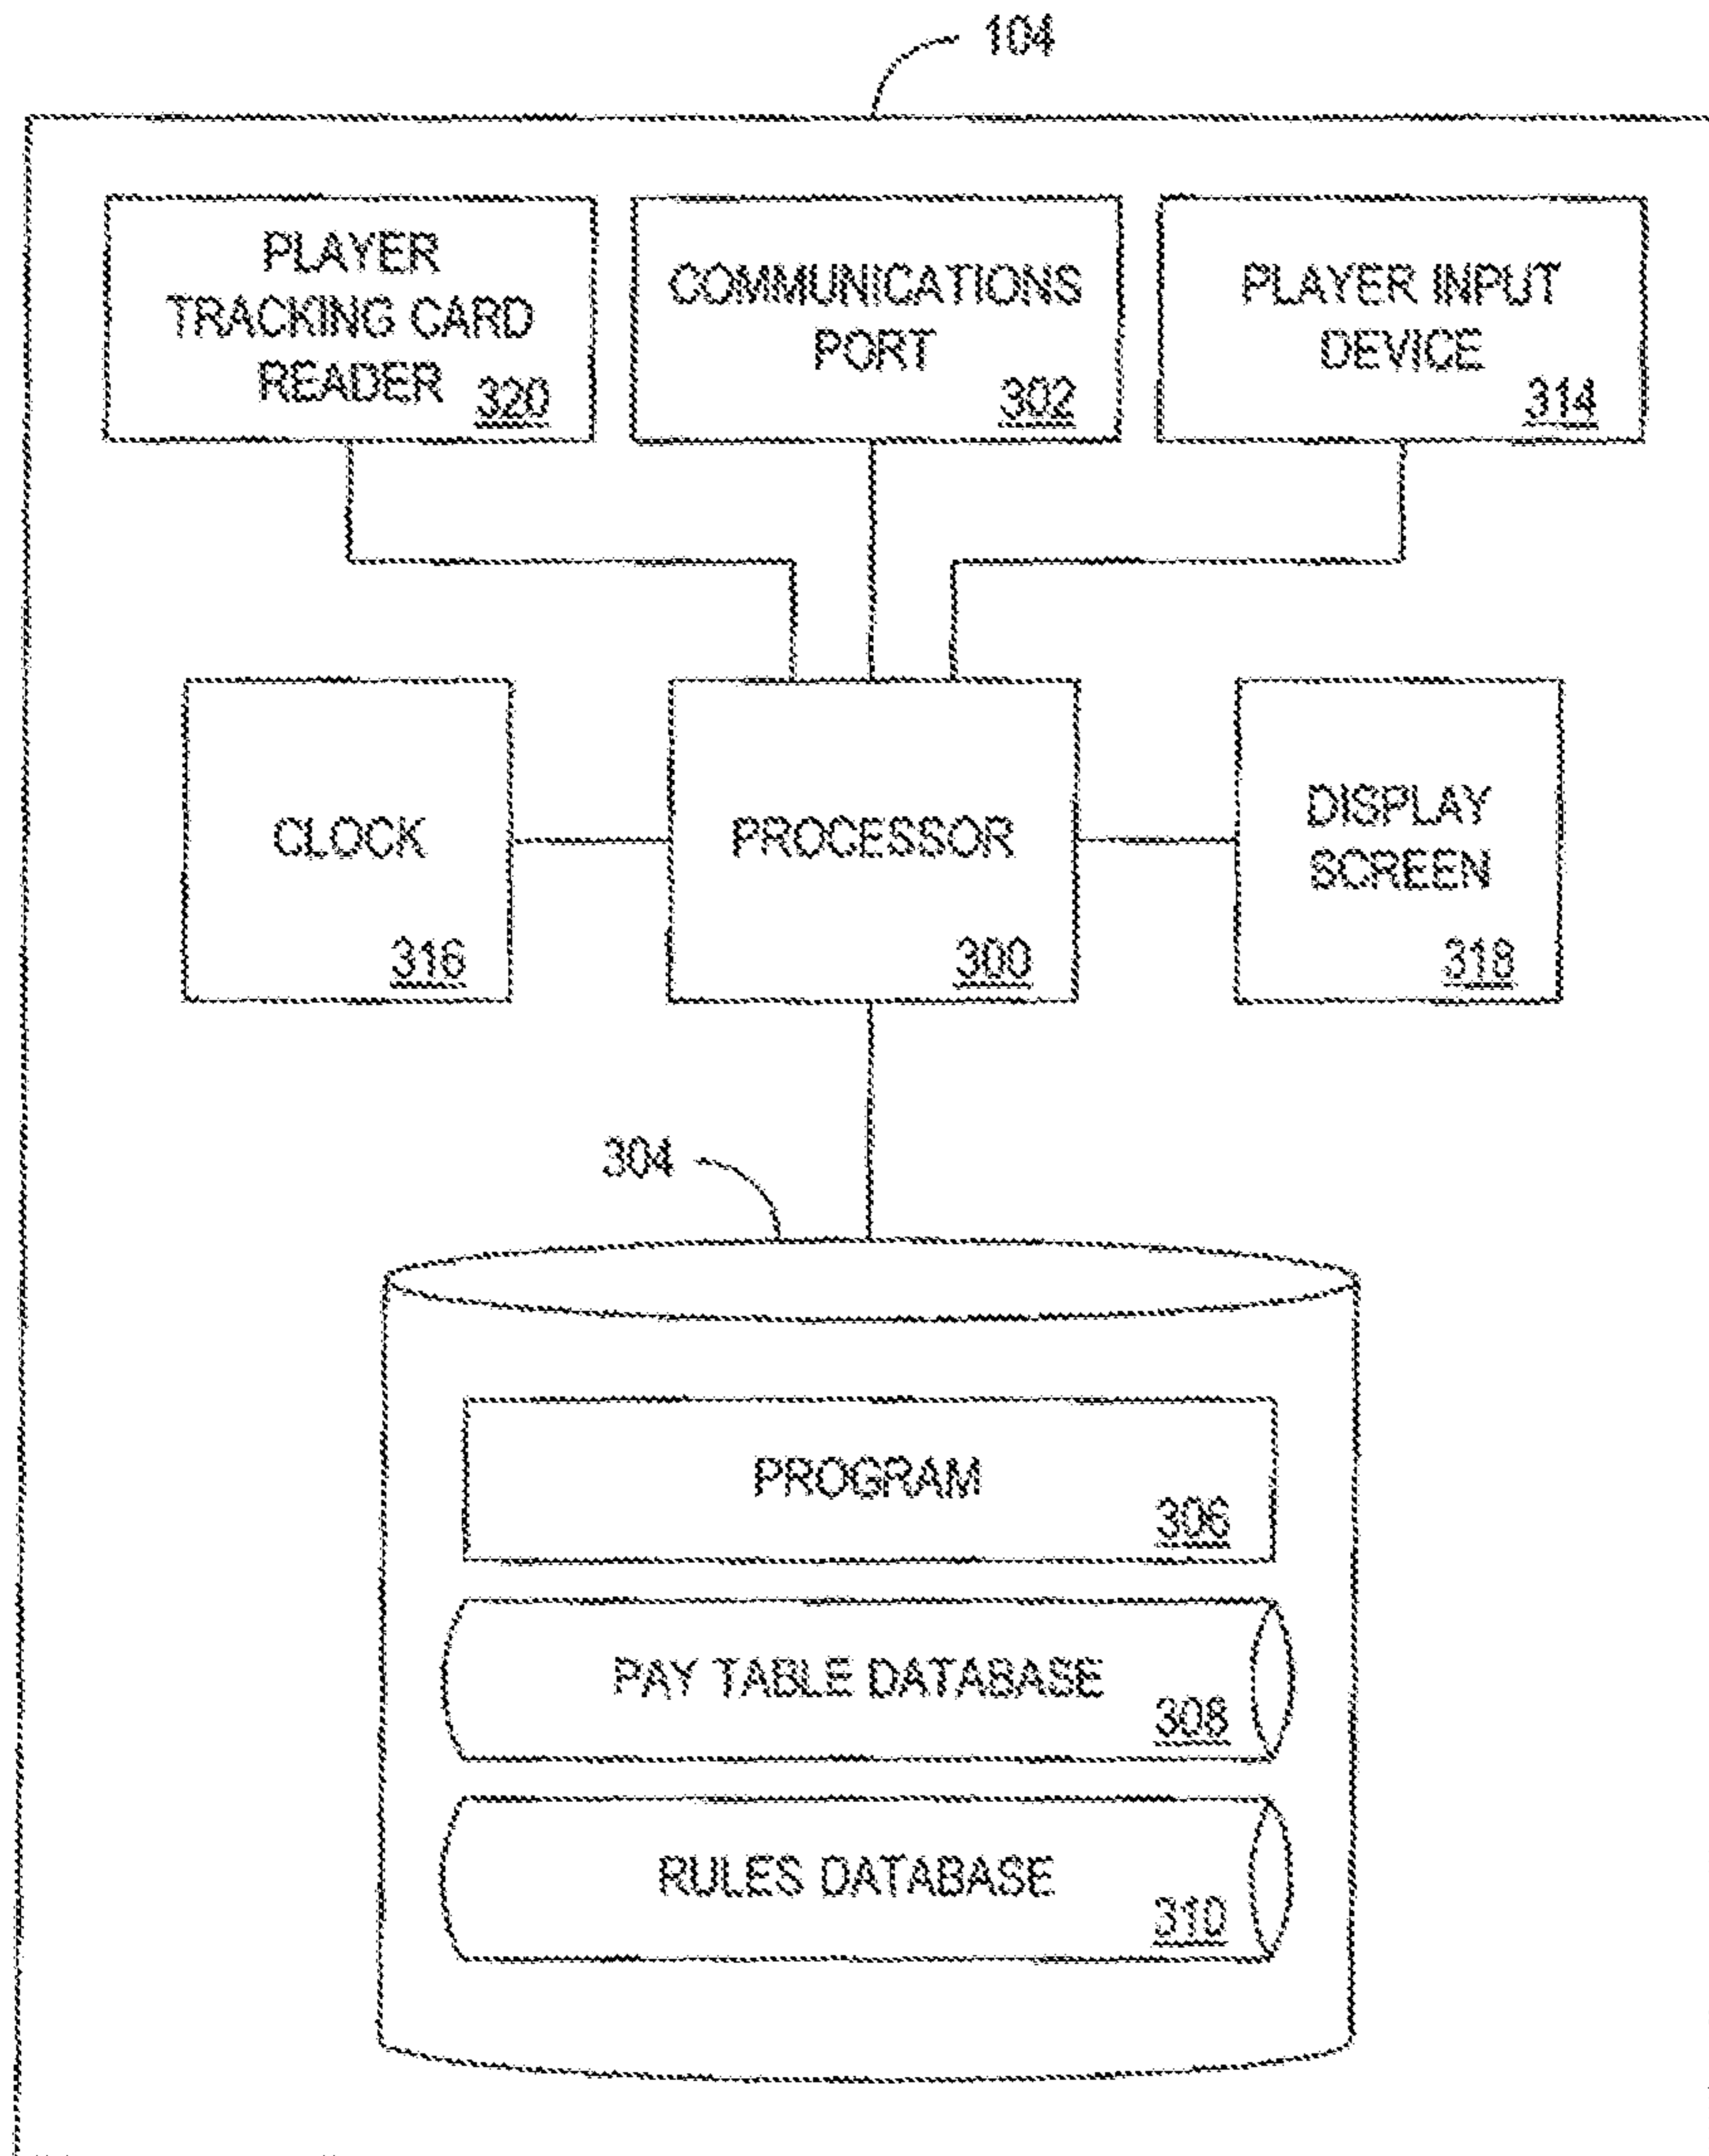 104
PLAYER
TRACKING CARD
READER 320
COMMUNICATIONS
PORT
302
PLAYER INPUT
DEVICE
314
CLOCK
316
PROCESSOR
300
DISPLAY
SCREEN
318
304
PROGRAM
306
PAY TABLE DATABASE
308
RULES DATABASE
310